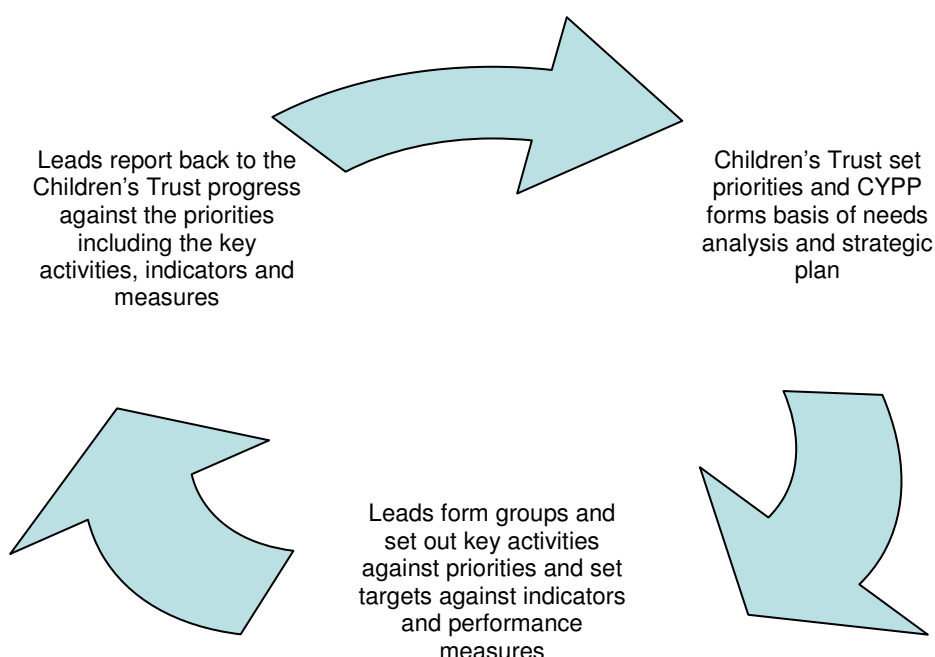 Leads report back to the
Children's Trust progress
against the priorities
including the key
activities, indicators and
measures
Children's Trust set
priorities and CYPP
forms basis of needs
analysis and strategic
plan
Leads form groups and
set out key activities
against priorities and set
targets against indicators
and performance
measures